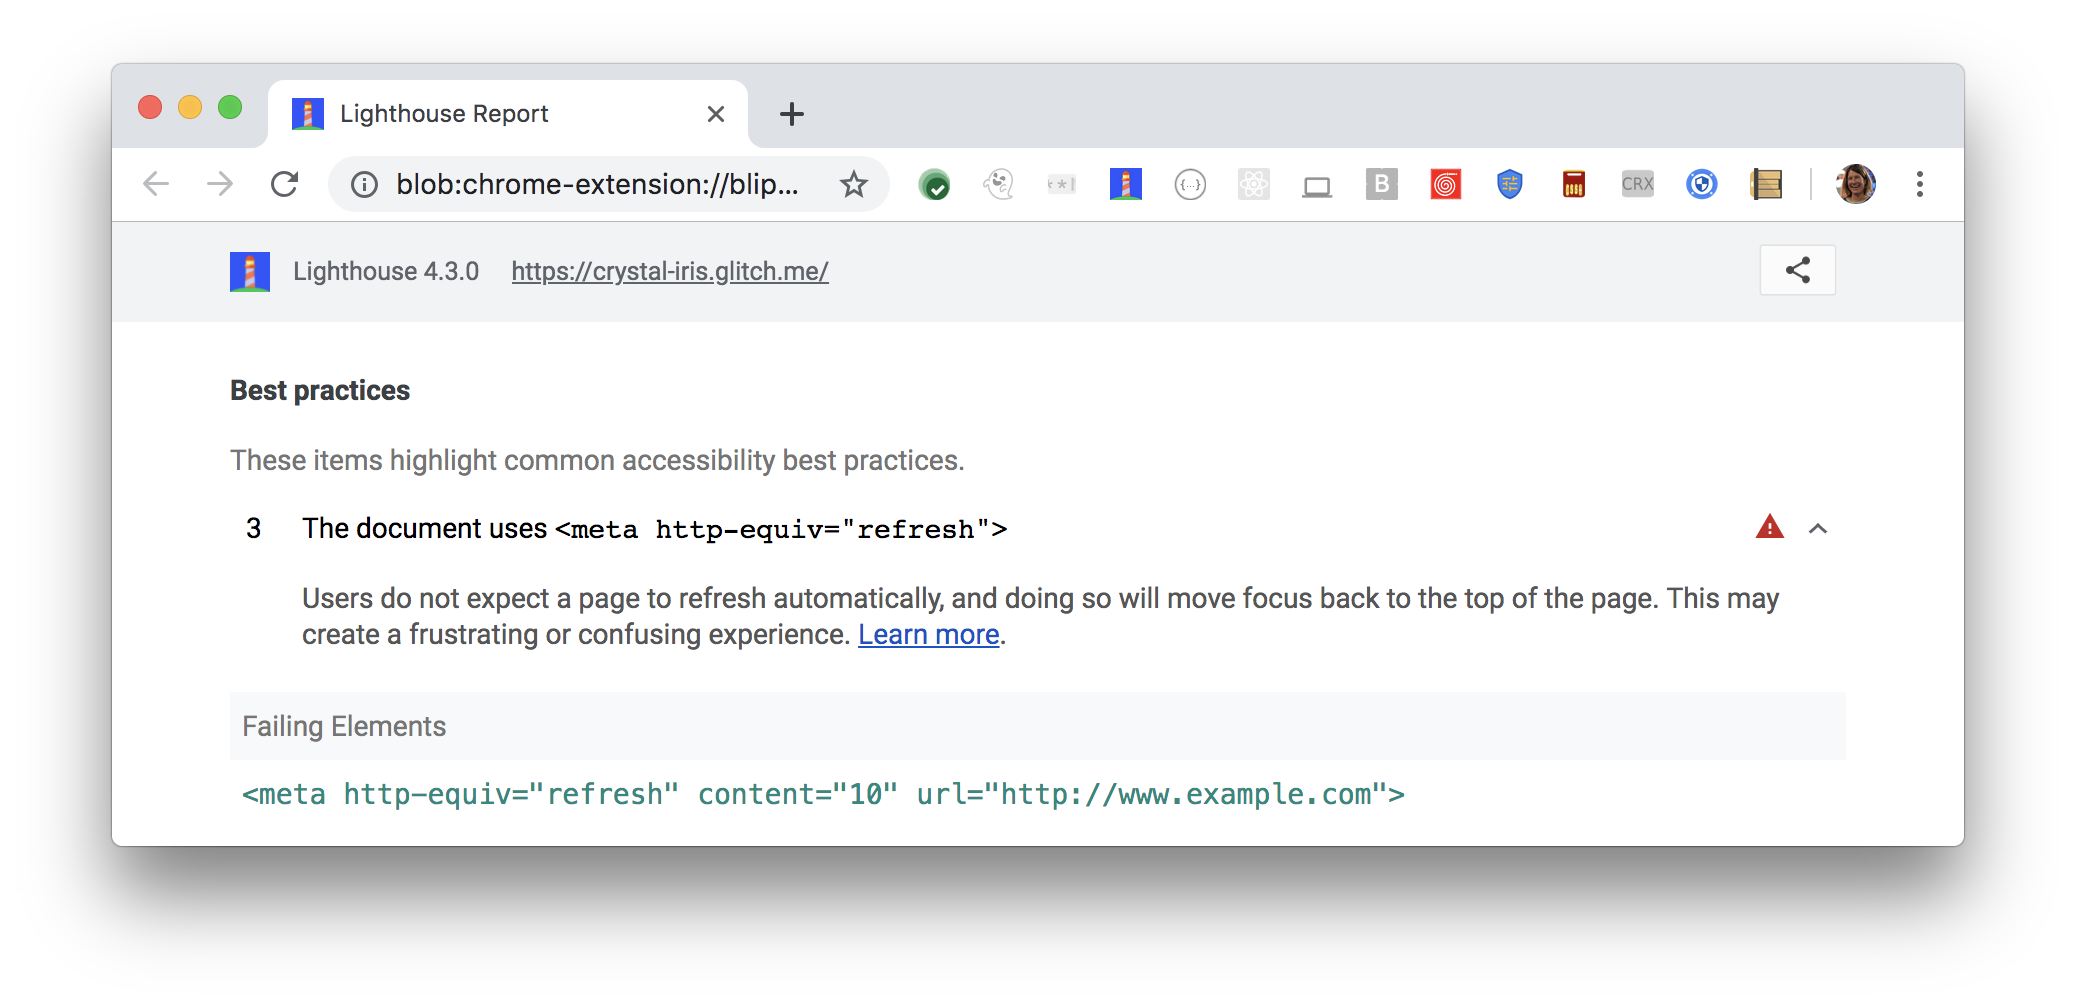 Lighthouse Report
blob:chrome-extension://blip...
{...}
B
CRX
Lighthouse 4.3.0 https://crystal-iris.glitch.me/
Best practices
These items highlight common accessibility best practices.
3 The document uses <meta http-equiv="refresh">
Users do not expect a page to refresh automatically, and doing so will move focus back to the top of the page. This may
create a frustrating or confusing experience. Learn more.
Failing Elements
<meta http-equiv="refresh" content="10" url="http://www.example.com">